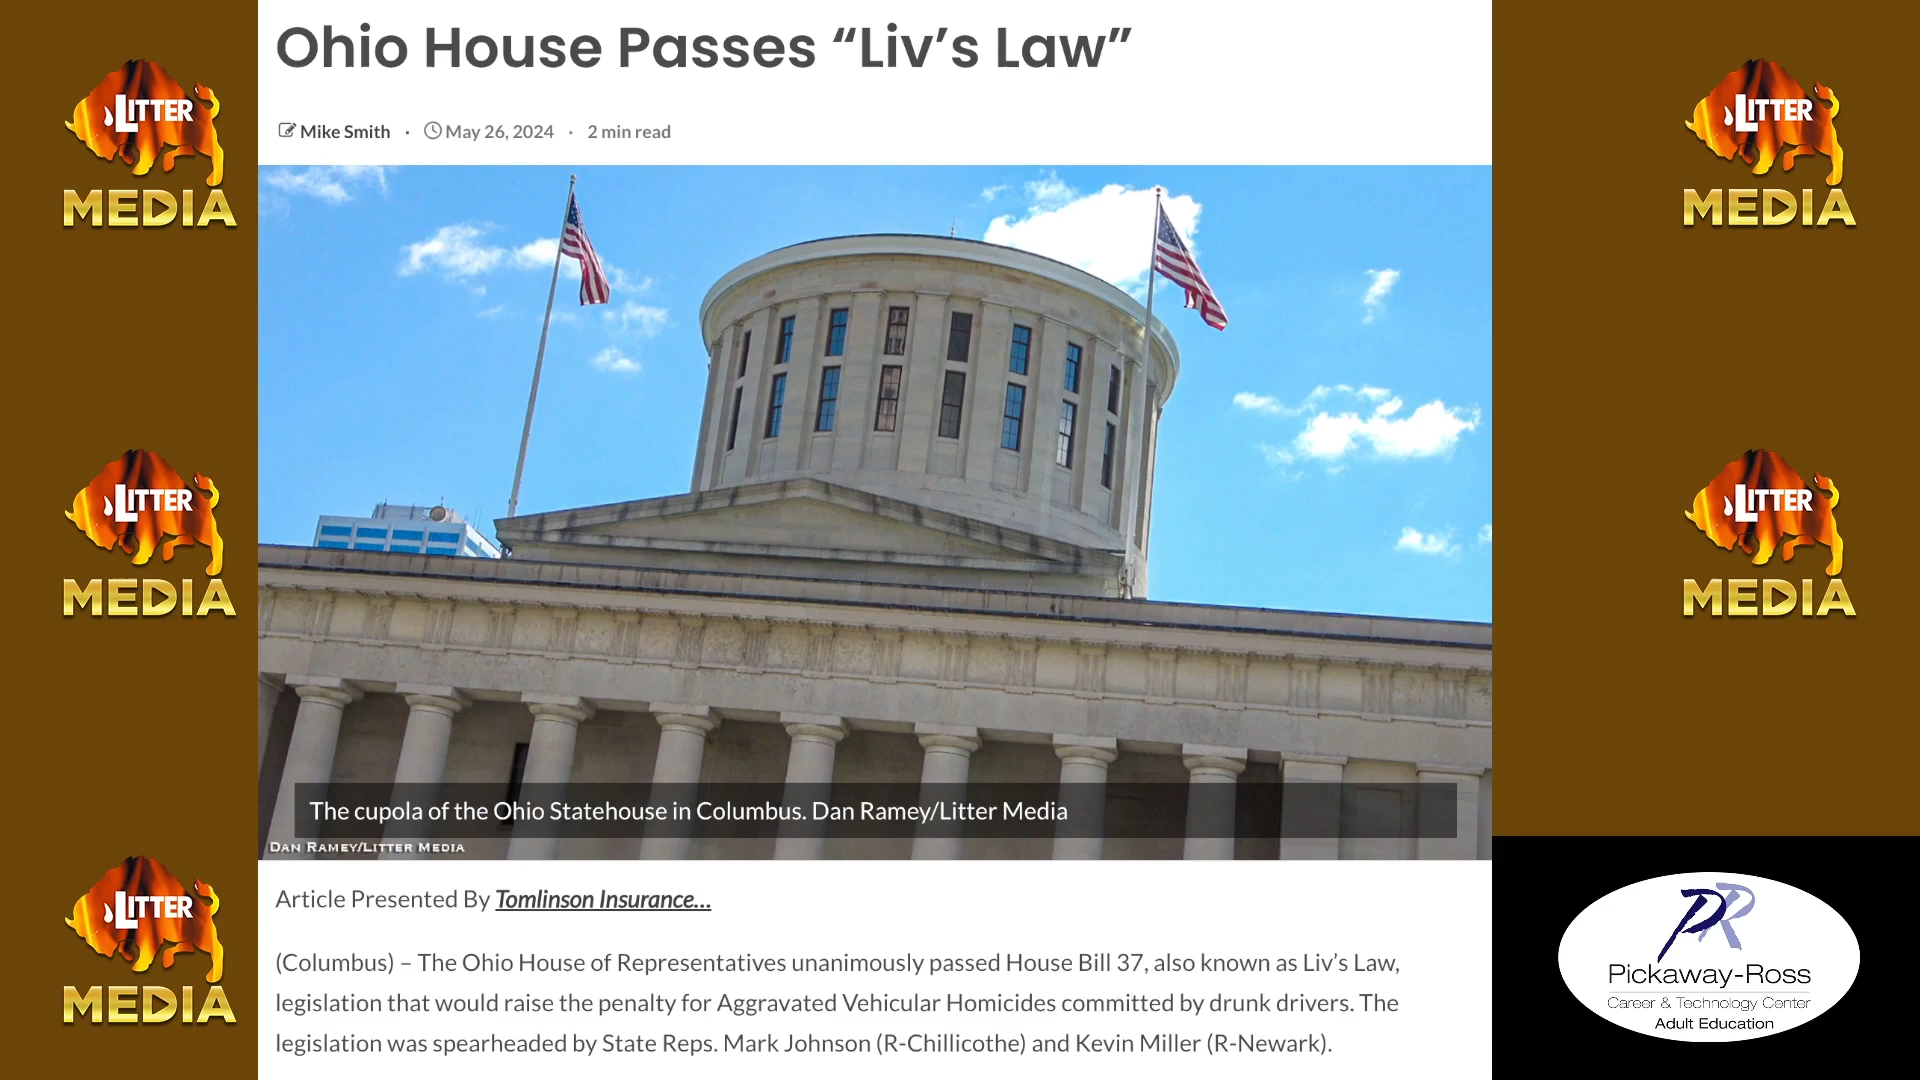 Ohio House Passes “Liv’s Law”
Mike Smith · May 26, 2024 · 2 min read
LITTER
MEDIA
LITTER
MEDIA
LITTER
MEDIA
LITTER
MEDIA
LITTER
MEDIA
The cupola of the Ohio Statehouse in Columbus. Dan Ramey/Litter Media
DAN RAMEY/LITTER MEDIA
Article Presented By Tomlinson Insurance...
(Columbus) – The Ohio House of Representatives unanimously passed House Bill 37, also known as Liv’s Law,
legislation that would raise the penalty for Aggravated Vehicular Homicides committed by drunk drivers. The
legislation was spearheaded by State Reps. Mark Johnson (R-Chillicothe) and Kevin Miller (R-Newark).
PR
Pickaway-Ross
Career & Technology Center
Adult Education